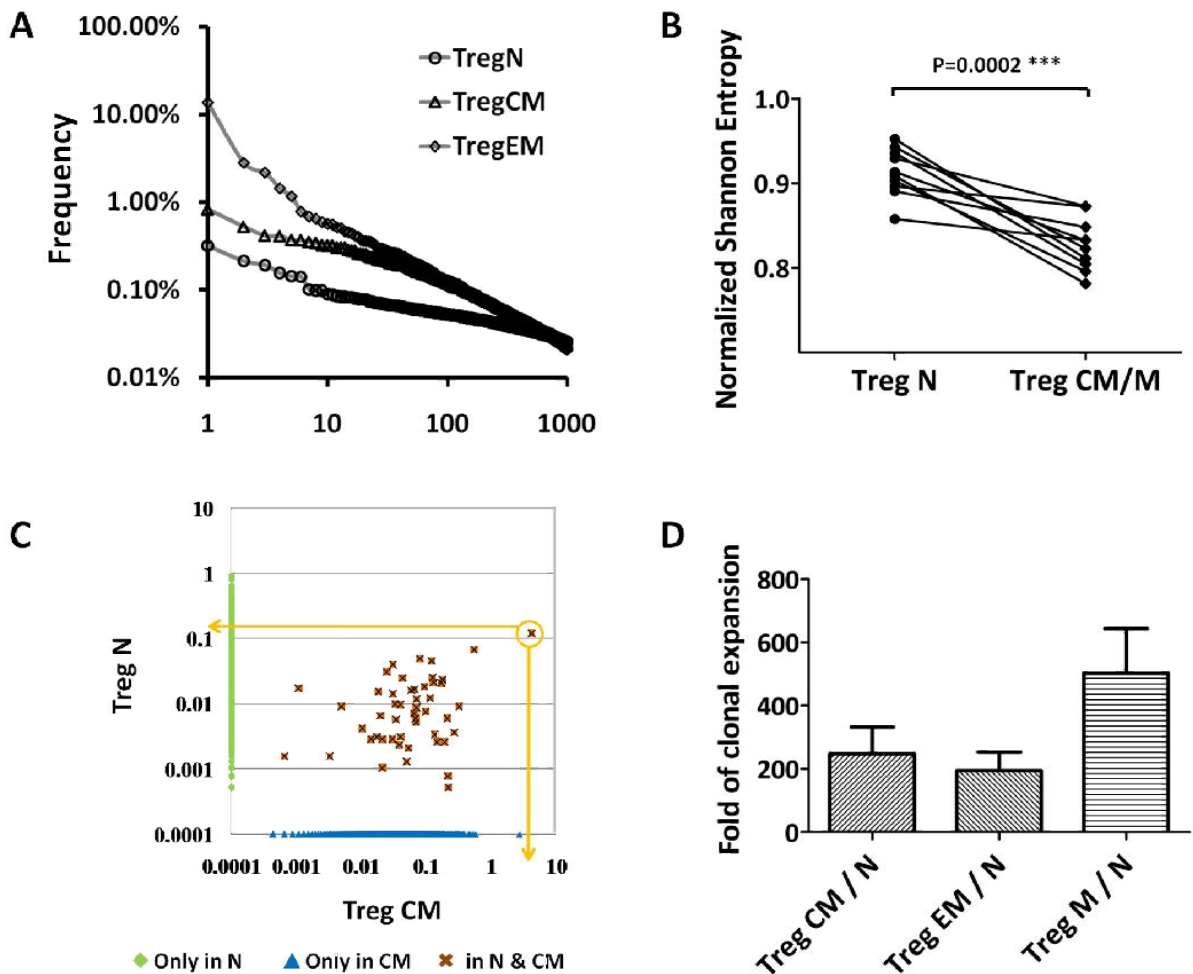 A
Frequency
100.00%
10.00%
1.00%
0.10%
0.01%
1 10 100 1000
TregN
TregCM
TregEM
B
P=0.0002 ***
Normalized Shannon Entropy
1.0
0.9
0.8
Treg N Treg CM/M
C
Treg N
10
1
0.1
0.01
0.001
0.0001
0.0001 0.001 0.01 0.1 1 10
Treg CM
Only in N Only in CM in N & CM
D
Fold of clonal expansion
800
600
400
200
0
Treg CM / N
Treg EM / N
Treg M / N